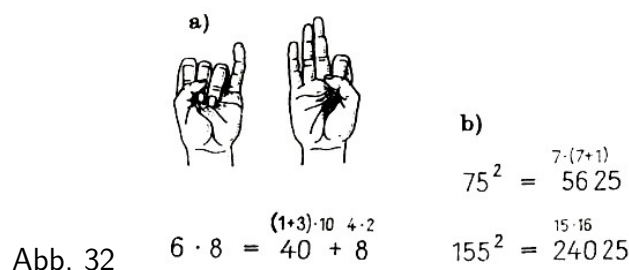 a)
b)
7·(7+1)
75² = 5625
(1+3)·10 4·2
6 · 8 = 40 + 8
15·16
155² = 24025
Abb. 32